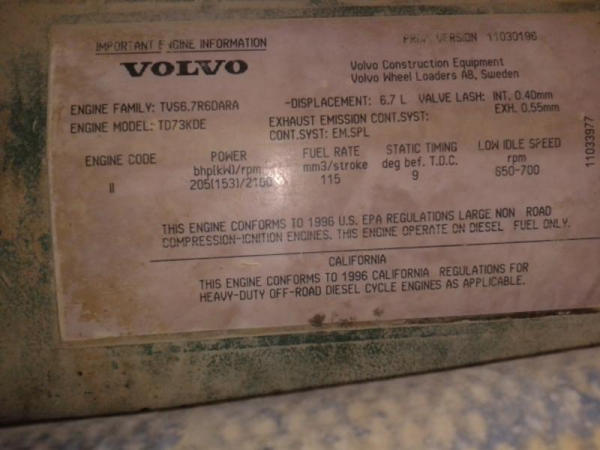 IMPORTANT ENGINE INFORMATION
VERSION 11030196
VOLVO
Volvo Construction Equipment
Volvo Wheel Loaders AB, Sweden
ENGINE FAMILY: TVS6.7R6DARA
-DISPLACEMENT: 6.7 L VALVE LASH: INT. 0.40mm
EXH. 0.55mm
ENGINE MODEL: TD73KDE
EXHAUST EMISSION CONT.SYST:
CONT.SYST: EM.SPL
ENGINE CODE POWER FUEL RATE STATIC TIMING LOW IDLE SPEED
bhp(kW)/rpm mm3/stroke deg bef. T.D.C. rpm
II 205(153)/2100 115 9 650-700
11033977
THIS ENGINE CONFORMS TO 1996 U.S. EPA REGULATIONS LARGE NON ROAD
COMPRESSION-IGNITION ENGINES. THIS ENGINE OPERATE ON DIESEL FUEL ONLY.
CALIFORNIA
THIS ENGINE CONFORMS TO 1996 CALIFORNIA REGULATIONS FOR
HEAVY-DUTY OFF-ROAD DIESEL CYCLE ENGINES AS APPLICABLE.